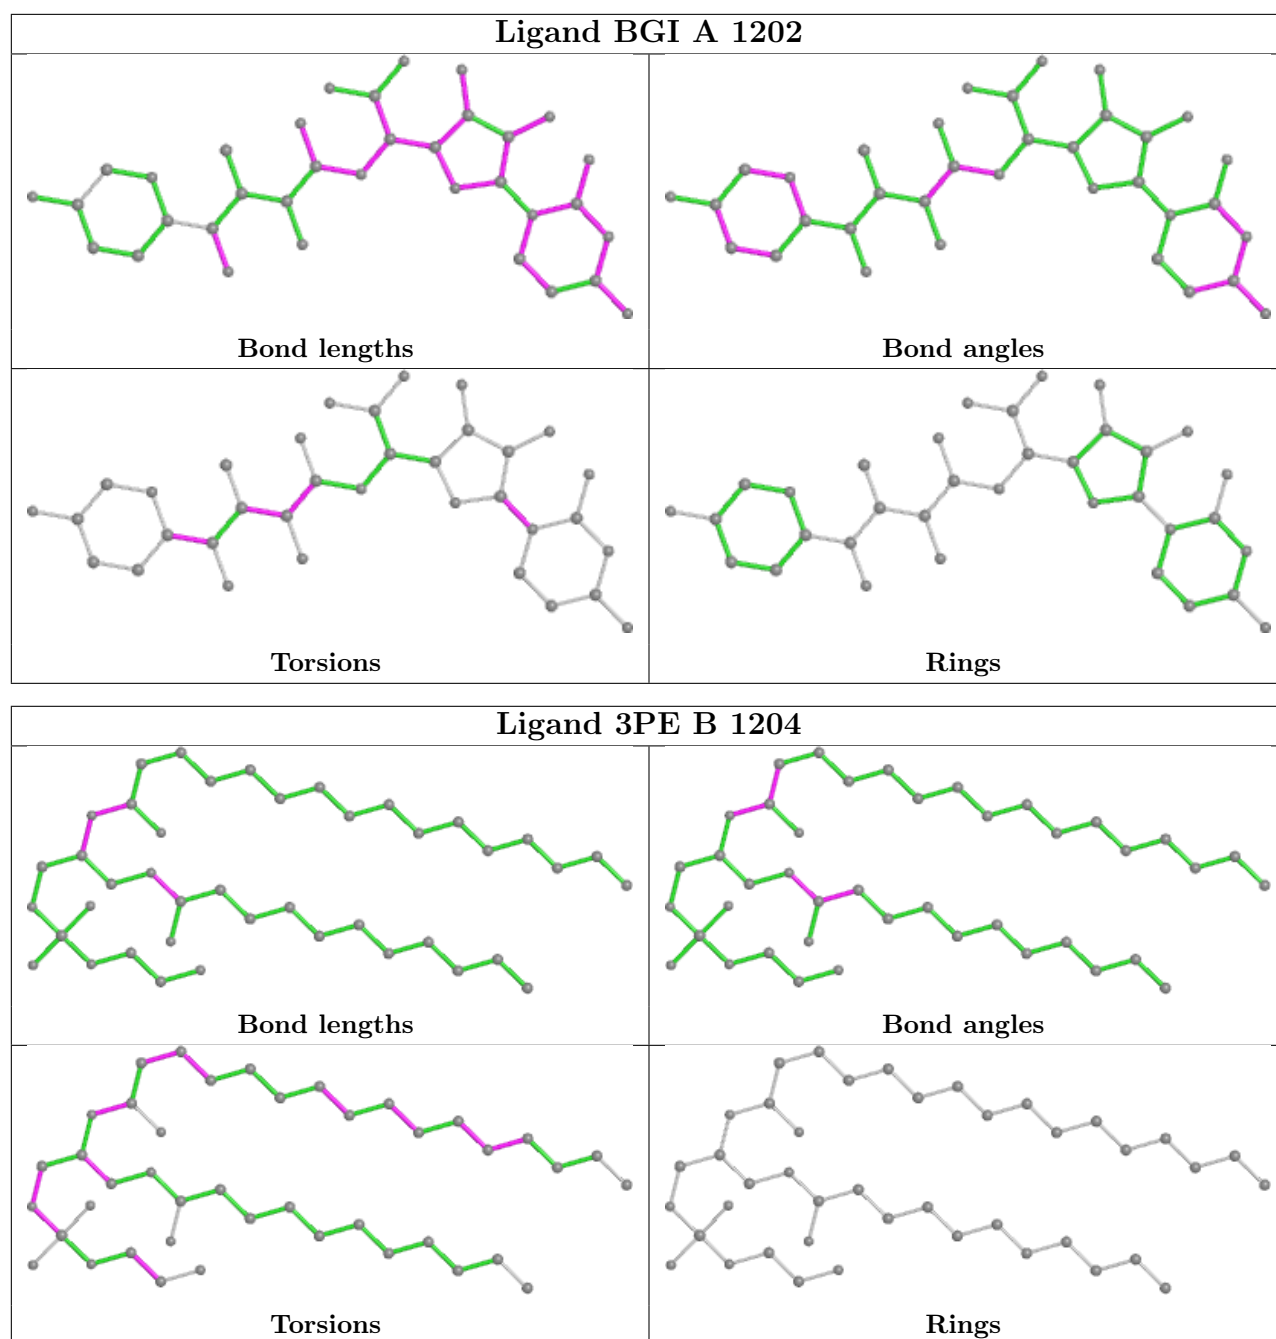 Ligand BGI A 1202
Bond lengths
Bond angles
Torsions
Rings
Ligand 3PE B 1204
Bond lengths
Bond angles
Torsions
Rings